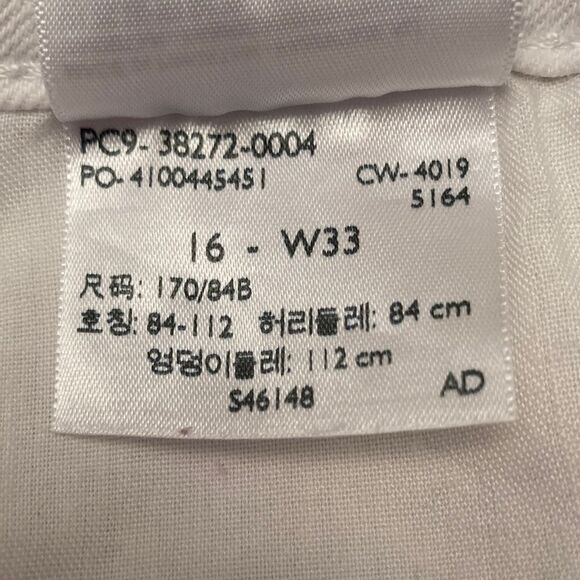 PC9- 38272-0004
PO- 4100445451 CW- 4019
5164
16 - W33
尺码: 170/84B
호칭: 84-112 허리둘레: 84 cm
엉덩이둘레: 112 cm
S46148 AD